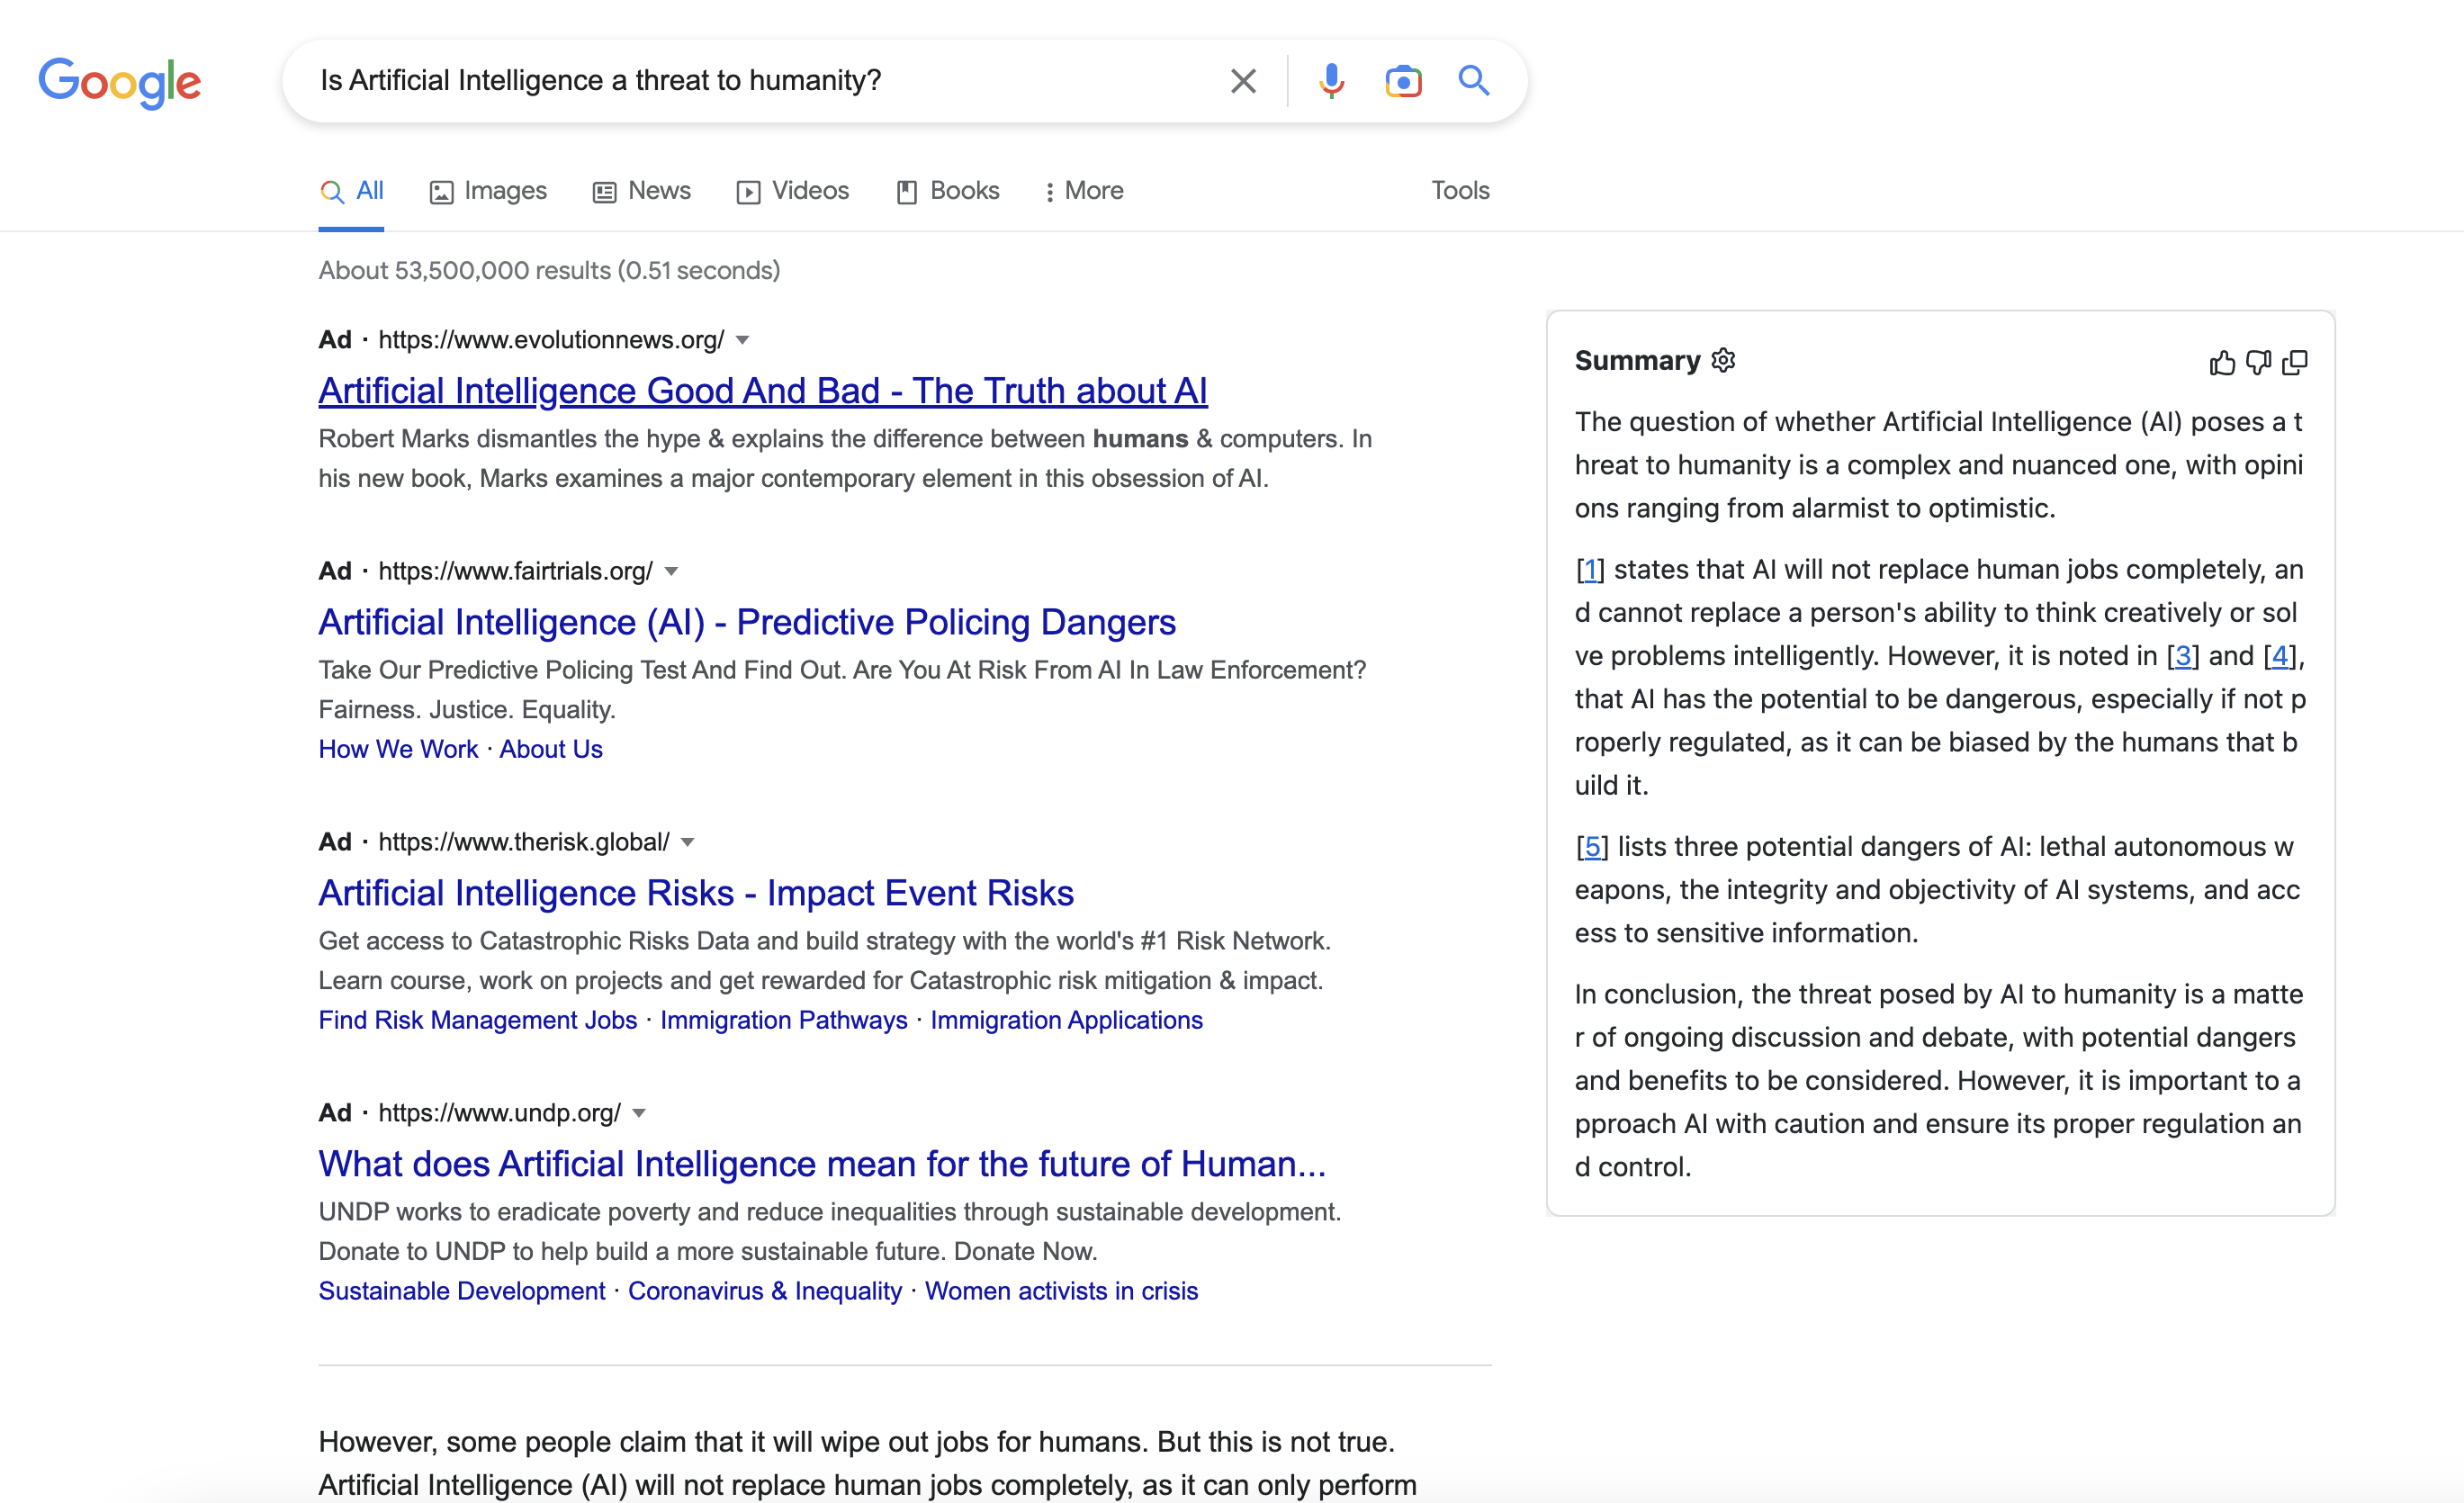 Google
Is Artificial Intelligence a threat to humanity?
All Images News Videos Books More Tools
About 53,500,000 results (0.51 seconds)
Ad · https://www.evolutionnews.org/
Artificial Intelligence Good And Bad - The Truth about AI
Robert Marks dismantles the hype & explains the difference between humans & computers. In
his new book, Marks examines a major contemporary element in this obsession of AI.
Ad · https://www.fairtrials.org/
Artificial Intelligence (AI) - Predictive Policing Dangers
Take Our Predictive Policing Test And Find Out. Are You At Risk From AI In Law Enforcement?
Fairness. Justice. Equality.
How We Work · About Us
Ad · https://www.therisk.global/
Artificial Intelligence Risks - Impact Event Risks
Get access to Catastrophic Risks Data and build strategy with the world's #1 Risk Network.
Learn course, work on projects and get rewarded for Catastrophic risk mitigation & impact.
Find Risk Management Jobs · Immigration Pathways · Immigration Applications
Ad · https://www.undp.org/
What does Artificial Intelligence mean for the future of Human...
UNDP works to eradicate poverty and reduce inequalities through sustainable development.
Donate to UNDP to help build a more sustainable future. Donate Now.
Sustainable Development · Coronavirus & Inequality · Women activists in crisis
However, some people claim that it will wipe out jobs for humans. But this is not true.
Artificial Intelligence (AI) will not replace human jobs completely, as it can only perform
Summary
The question of whether Artificial Intelligence (AI) poses a t
hreat to humanity is a complex and nuanced one, with opini
ons ranging from alarmist to optimistic.
[1] states that AI will not replace human jobs completely, an
d cannot replace a person's ability to think creatively or sol
ve problems intelligently. However, it is noted in [3] and [4],
that AI has the potential to be dangerous, especially if not p
roperly regulated, as it can be biased by the humans that b
uild it.
[5] lists three potential dangers of AI: lethal autonomous w
eapons, the integrity and objectivity of AI systems, and acc
ess to sensitive information.
In conclusion, the threat posed by AI to humanity is a matte
r of ongoing discussion and debate, with potential dangers
and benefits to be considered. However, it is important to a
pproach AI with caution and ensure its proper regulation an
d control.